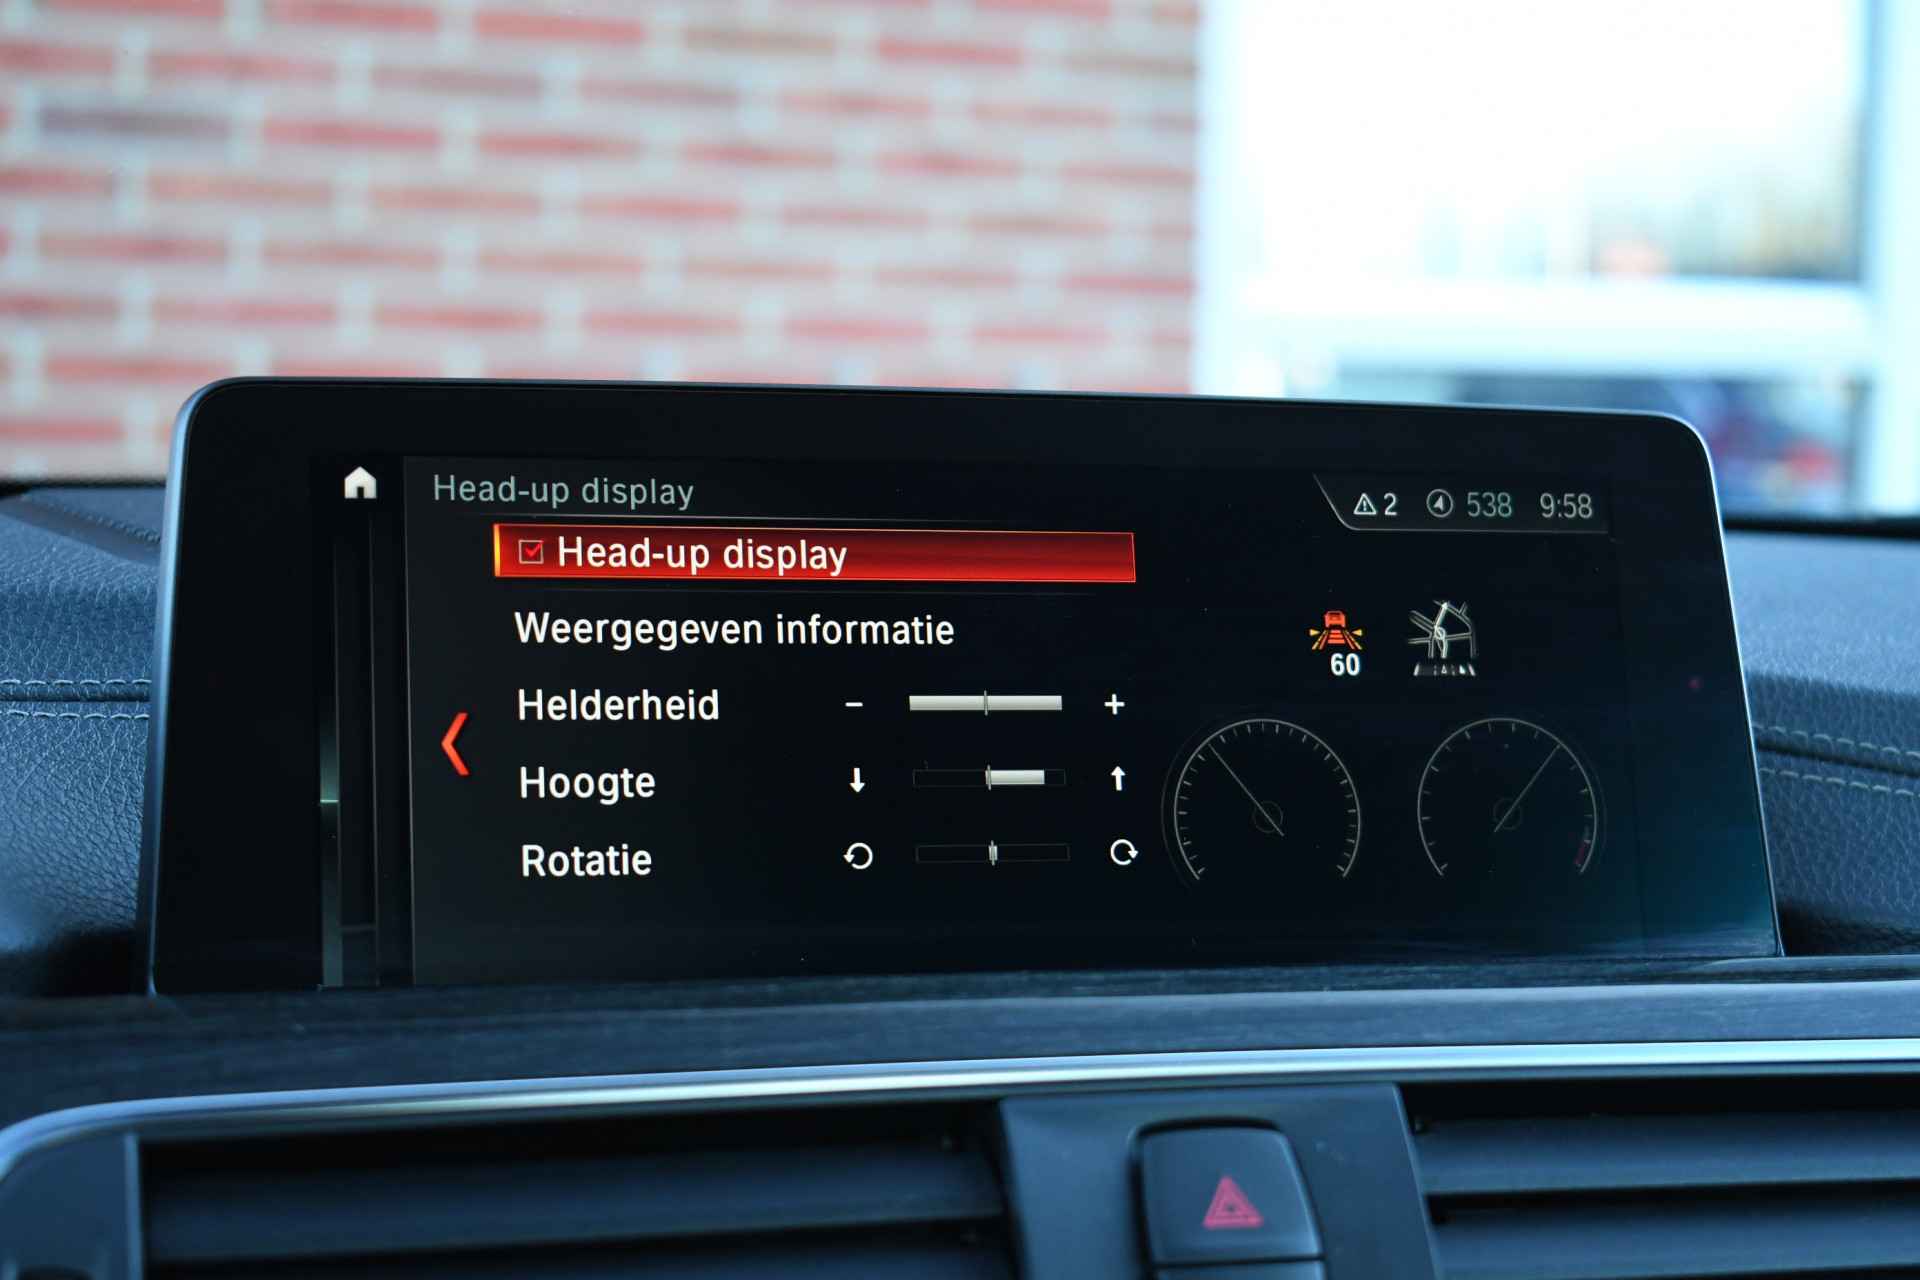 Head-up display
2 538 9:58
Head-up display
Weergegeven informatie
60
Helderheid - +
Hoogte
Rotatie